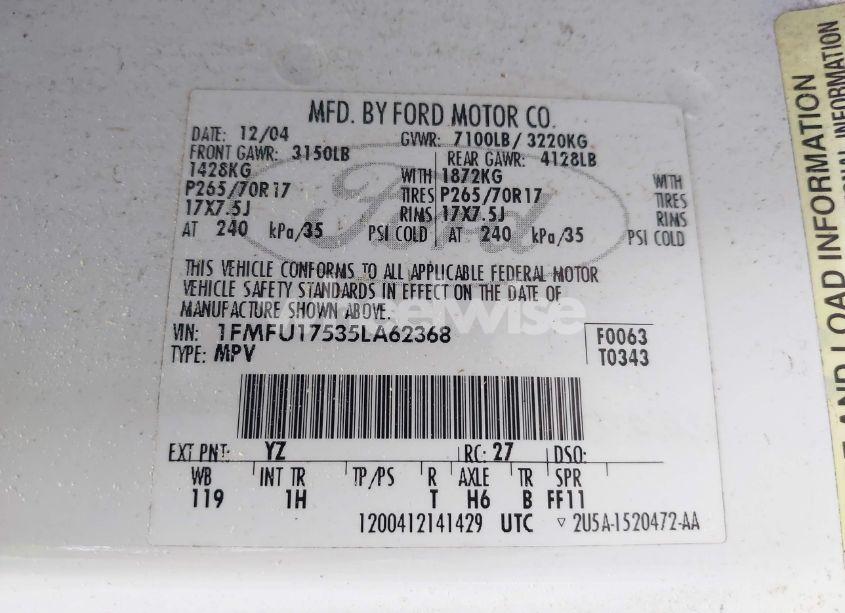 MFD. BY FORD MOTOR CO.
DATE: 12/04 GVWR: 7100LB/ 3220KG
FRONT GAWR: 3150LB REAR GAWR: 4128LB
1428KG WITH 1872KG WITH
P265/70R17 TIRES P265/70R17 TIRES
17X7.5J RIMS 17X7.5J RIMS
AT 240 kPa/35 PSI COLD AT 240 kPa/35 PSI COLD
Ford
THIS VEHICLE CONFORMS TO ALL APPLICABLE FEDERAL MOTOR
VEHICLE SAFETY STANDARDS IN EFFECT ON THE DATE OF
MANUFACTURE SHOWN ABOVE.
VIN: 1FMFU17535LA62368 F0063
TYPE: MPV T0343
EXT PNT: YZ RC: 27 DSO:
WB INT TR TP/PS R AXLE TR SPR
119 1H T H6 B FF11
1200412141429 UTC ▽ 2U5A-1520472-AA
AND LOAD INFORMATION